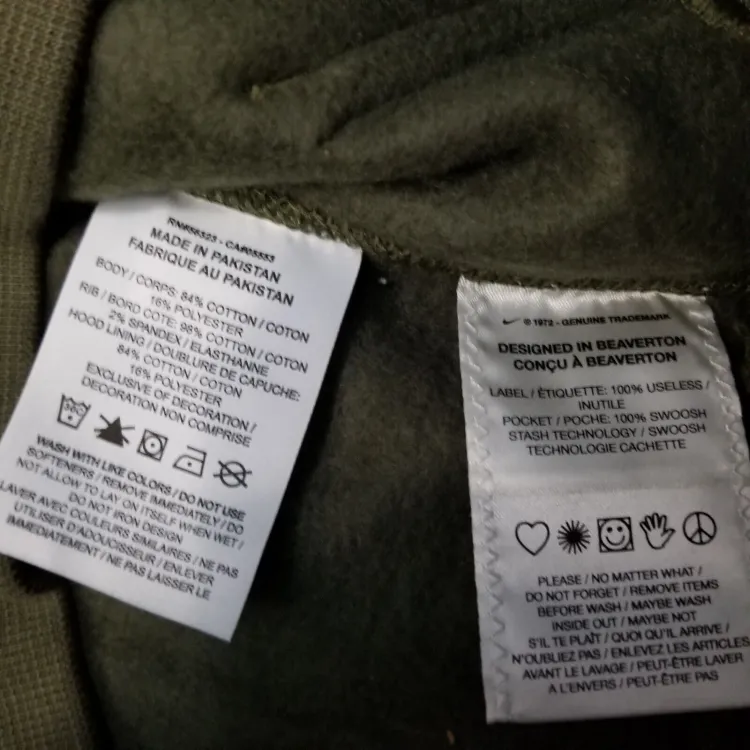 MADE IN PAKISTAN
FABRIQUE AU PAKISTAN
BODY / CORPS: 84% COTTON / COTON
16% POLYESTER
RIB / BORD COTE: 98% COTTON / COTON
2% SPANDEX / ELASTHANNE
HOOD LINING / DOUBLURE DE CAPUCHE:
84% COTTON / COTON
16% POLYESTER
EXCLUSIVE OF DECORATION /
DECORATION NON COMPRISE
WASH WITH LIKE COLORS / DO NOT USE
SOFTENERS / REMOVE IMMEDIATELY / DO
NOT ALLOW TO LAY ON ITSELF WHEN WET /
DO NOT IRON DESIGN
LAVER AVEC COULEURS SIMILAIRES / NE PAS
UTILISER D'ADOUCISSEUR / ENLEVER
IMMÉDIATEMENT / NE PAS LAISSER LE
® 1972 - GENUINE TRADEMARK
DESIGNED IN BEAVERTON
CONÇU À BEAVERTON
LABEL / ÉTIQUETTE: 100% USELESS /
INUTILE
POCKET / POCHE: 100% SWOOSH
STASH TECHNOLOGY / SWOOSH
TECHNOLOGIE CACHETTE
PLEASE / NO MATTER WHAT /
DO NOT FORGET / REMOVE ITEMS
BEFORE WASH / MAYBE WASH
INSIDE OUT / MAYBE NOT
S'IL TE PLAÎT / QUOI QU'IL ARRIVE /
N'OUBLIEZ PAS / ENLEVEZ LES ARTICLES
AVANT LE LAVAGE / PEUT-ÊTRE LAVER
A L'ENVERS / PEUT-ÊTRE PAS